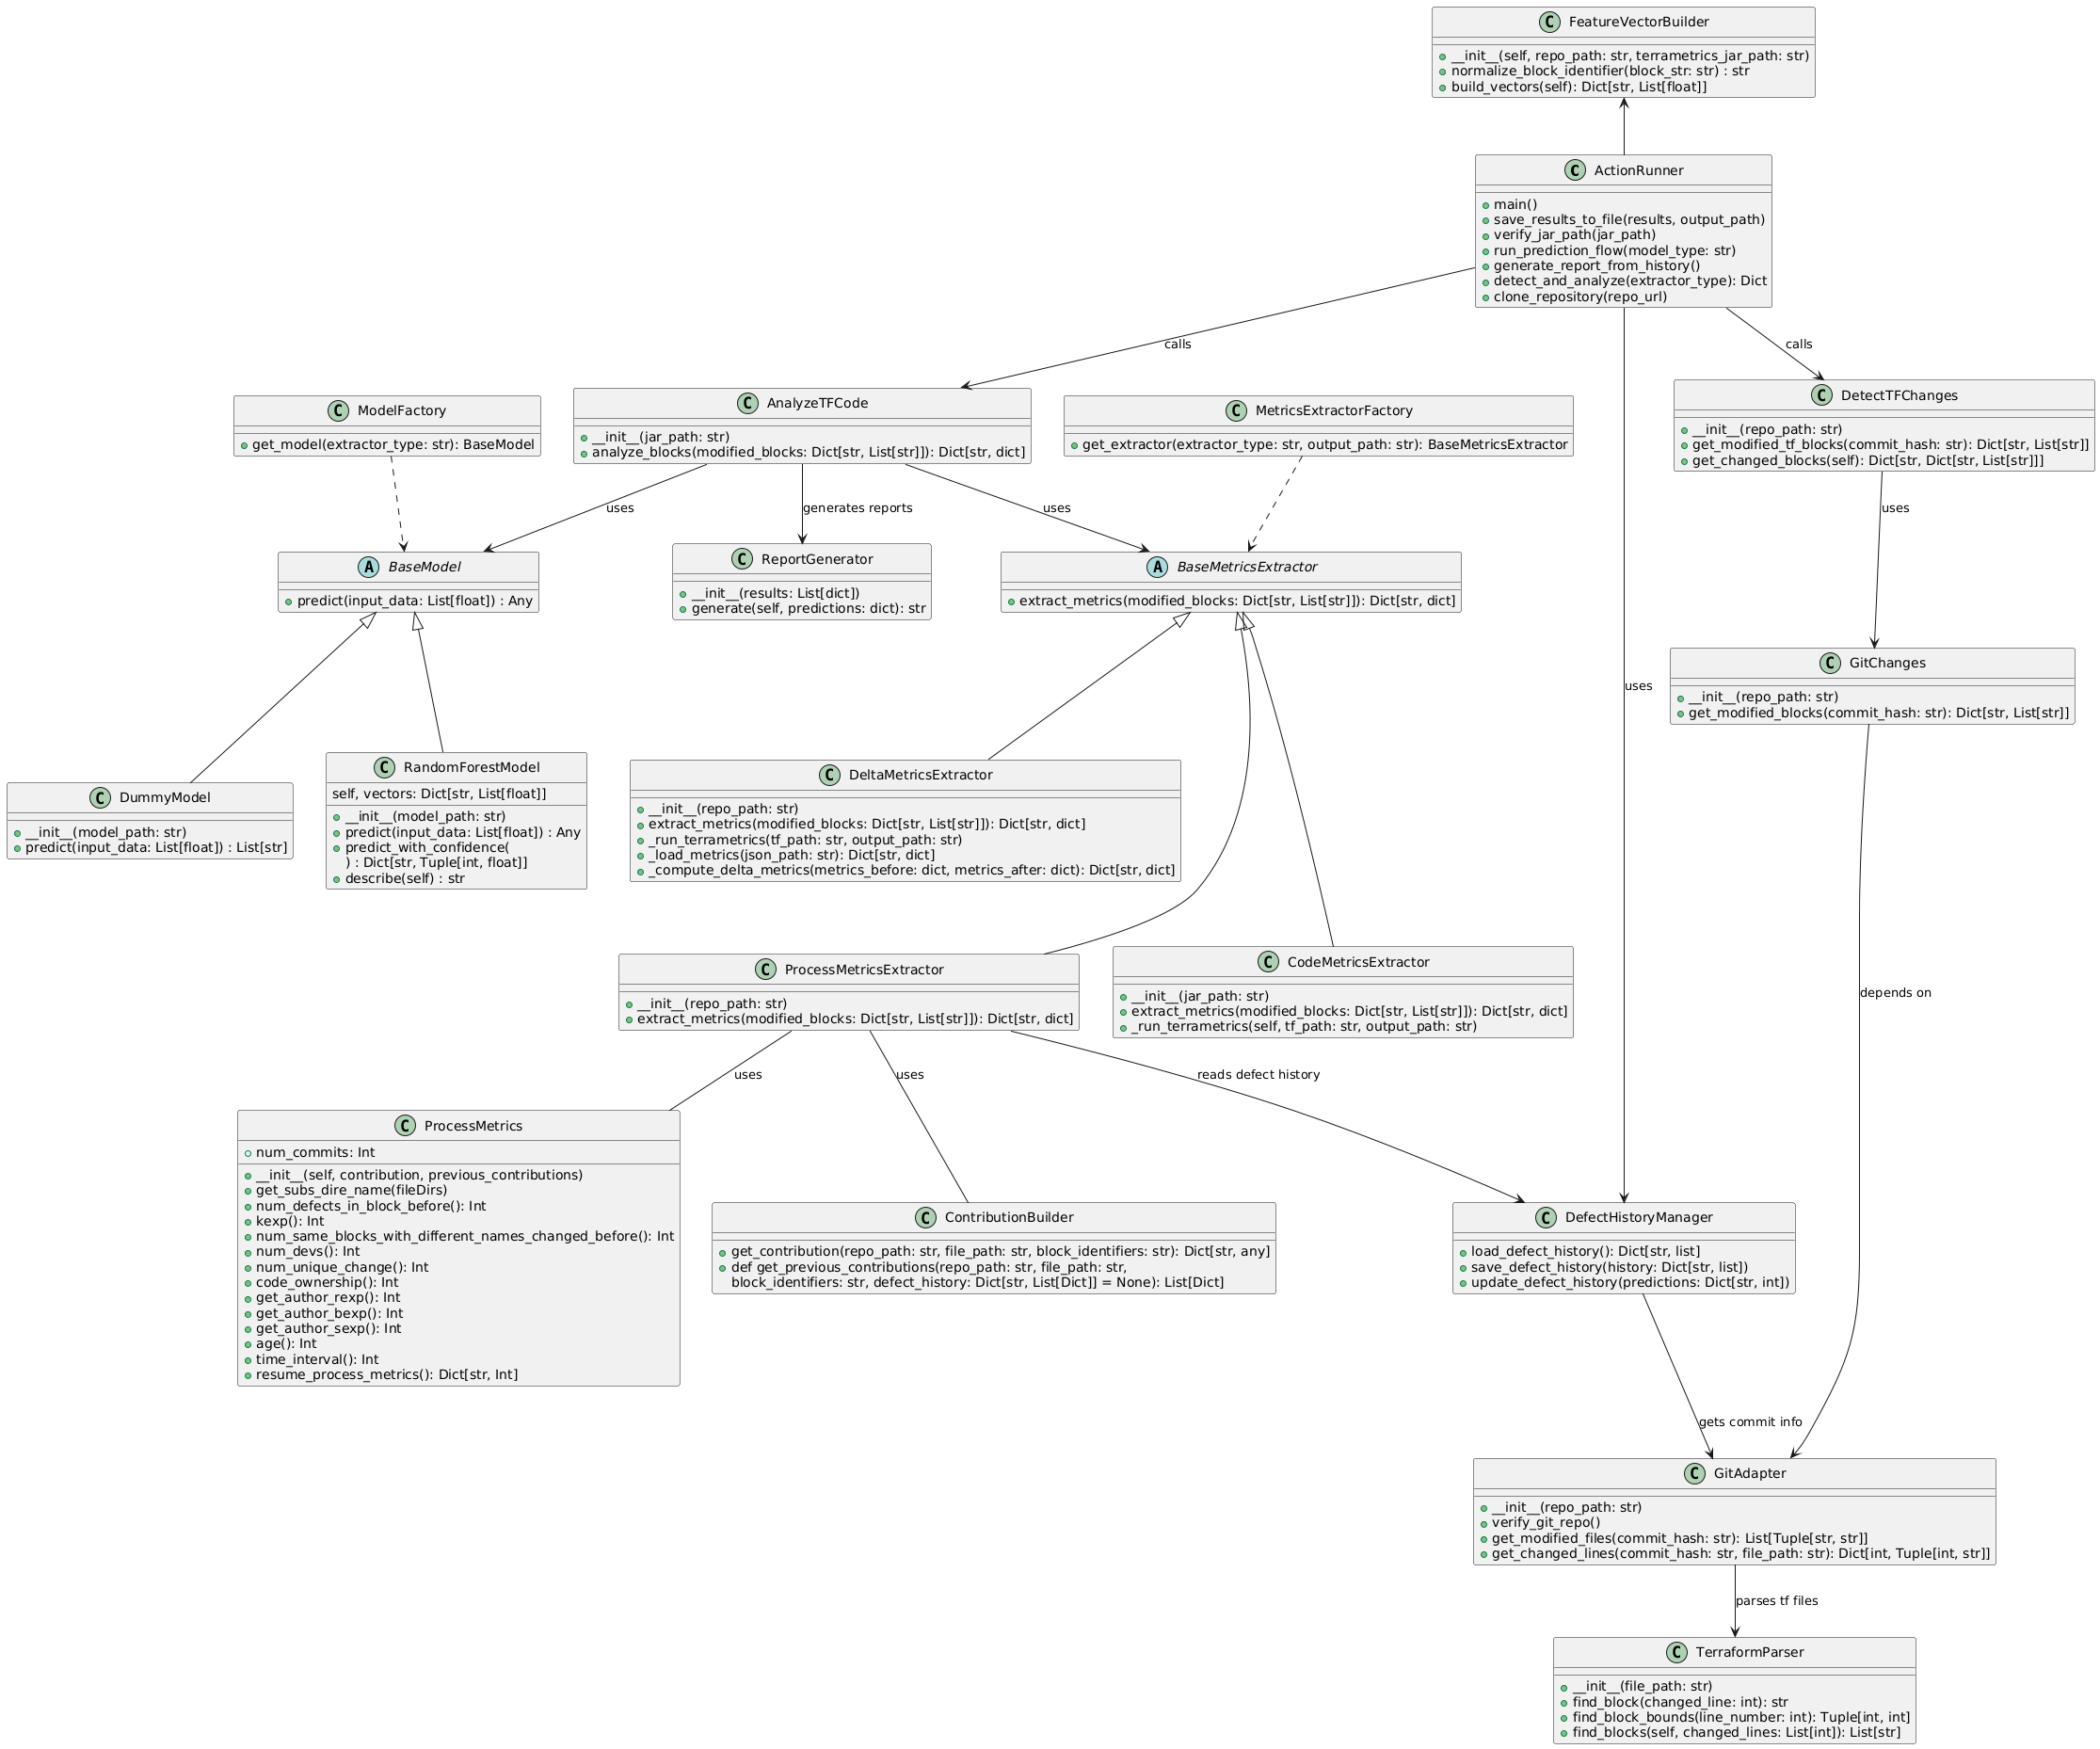 C FeatureVectorBuilder
__init__(self, repo_path: str, terrametrics_jar_path: str)
normalize_block_identifier(block_str: str) : str
build_vectors(self): Dict[str, List[float]]
C ActionRunner
main()
save_results_to_file(results, output_path)
verify_jar_path(jar_path)
run_prediction_flow(model_type: str)
generate_report_from_history()
detect_and_analyze(extractor_type): Dict
clone_repository(repo_url)
calls
calls
C ModelFactory
get_model(extractor_type: str): BaseModel
C AnalyzeTFCode
__init__(jar_path: str)
analyze_blocks(modified_blocks: Dict[str, List[str]]): Dict[str, dict]
C MetricsExtractorFactory
get_extractor(extractor_type: str, output_path: str): BaseMetricsExtractor
C DetectTFChanges
__init__(repo_path: str)
get_modified_tf_blocks(commit_hash: str): Dict[str, List[str]]
get_changed_blocks(self): Dict[str, Dict[str, List[str]]]
uses
generates reports
uses
uses
A BaseModel
predict(input_data: List[float]) : Any
C ReportGenerator
__init__(results: List[dict])
generate(self, predictions: dict): str
A BaseMetricsExtractor
extract_metrics(modified_blocks: Dict[str, List[str]]): Dict[str, dict]
uses
C GitChanges
__init__(repo_path: str)
get_modified_blocks(commit_hash: str): Dict[str, List[str]]
C DummyModel
__init__(model_path: str)
predict(input_data: List[float]) : List[str]
C RandomForestModel
self, vectors: Dict[str, List[float]]
__init__(model_path: str)
predict(input_data: List[float]) : Any
predict_with_confidence(
) : Dict[str, Tuple[int, float]]
describe(self) : str
C DeltaMetricsExtractor
__init__(repo_path: str)
extract_metrics(modified_blocks: Dict[str, List[str]]): Dict[str, dict]
_run_terrametrics(tf_path: str, output_path: str)
_load_metrics(json_path: str): Dict[str, dict]
_compute_delta_metrics(metrics_before: dict, metrics_after: dict): Dict[str, dict]
C ProcessMetricsExtractor
__init__(repo_path: str)
extract_metrics(modified_blocks: Dict[str, List[str]]): Dict[str, dict]
C CodeMetricsExtractor
__init__(jar_path: str)
extract_metrics(modified_blocks: Dict[str, List[str]]): Dict[str, dict]
_run_terrametrics(self, tf_path: str, output_path: str)
depends on
uses
uses
reads defect history
C ProcessMetrics
num_commits: Int
__init__(self, contribution, previous_contributions)
get_subs_dire_name(fileDirs)
num_defects_in_block_before(): Int
kexp(): Int
num_same_blocks_with_different_names_changed_before(): Int
num_devs(): Int
num_unique_change(): Int
code_ownership(): Int
get_author_rexp(): Int
get_author_bexp(): Int
get_author_sexp(): Int
age(): Int
time_interval(): Int
resume_process_metrics(): Dict[str, Int]
C ContributionBuilder
get_contribution(repo_path: str, file_path: str, block_identifiers: str): Dict[str, any]
def get_previous_contributions(repo_path: str, file_path: str,
block_identifiers: str, defect_history: Dict[str, List[Dict]] = None): List[Dict]
C DefectHistoryManager
load_defect_history(): Dict[str, list]
save_defect_history(history: Dict[str, list])
update_defect_history(predictions: Dict[str, int])
gets commit info
C GitAdapter
__init__(repo_path: str)
verify_git_repo()
get_modified_files(commit_hash: str): List[Tuple[str, str]]
get_changed_lines(commit_hash: str, file_path: str): Dict[int, Tuple[int, str]]
parses tf files
C TerraformParser
__init__(file_path: str)
find_block(changed_line: int): str
find_block_bounds(line_number: int): Tuple[int, int]
find_blocks(self, changed_lines: List[int]): List[str]